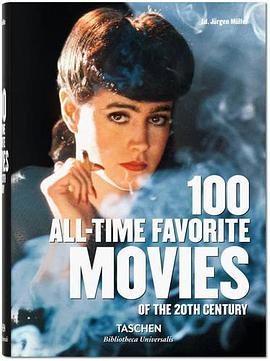 Ed. Jürgen Müller
100
ALL-TIME FAVORITE
MOVIES
OF THE 20TH CENTURY
TASCHEN
Bibliotheca Universalis